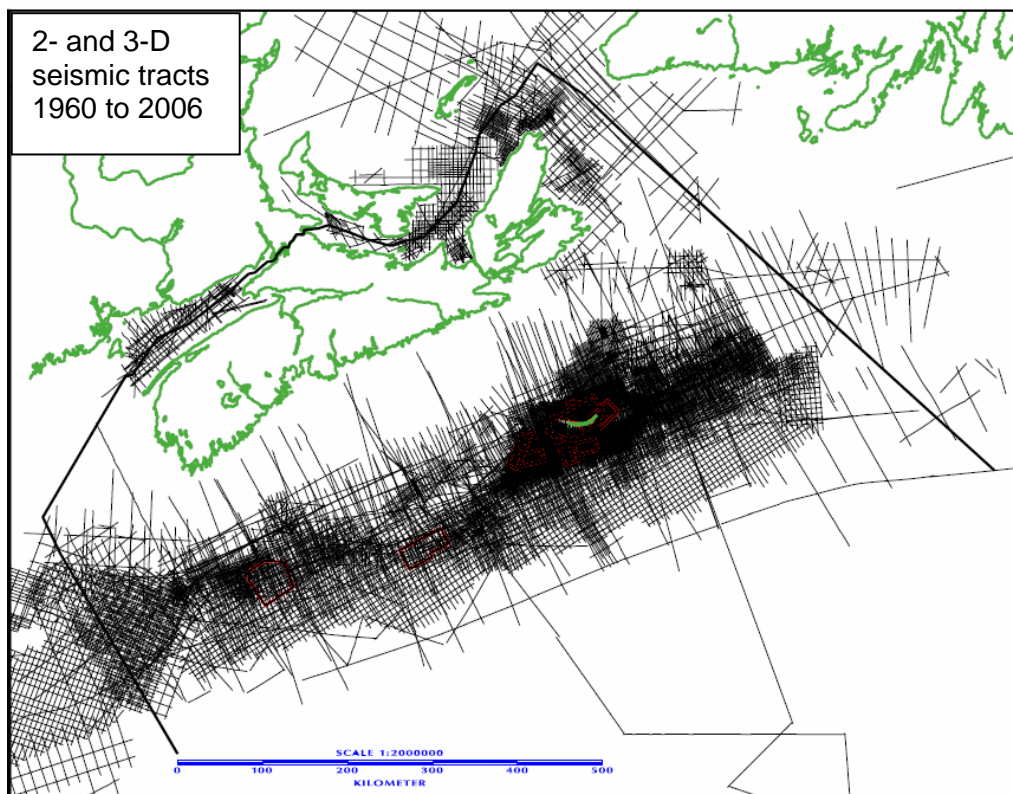 2- and 3-D
seismic tracts
1960 to 2006
SCALE 1:2000000
0 100 200 300 400 500
KILOMETER